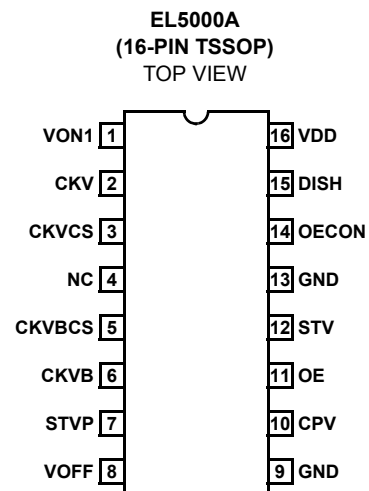 EL5000A
(16-PIN TSSOP)
TOP VIEW
VON1 1 16 VDD
CKV 2 15 DISH
CKVCS 3 14 OECON
NC 4 13 GND
CKVBCS 5 12 STV
CKVB 6 11 OE
STVP 7 10 CPV
VOFF 8 9 GND